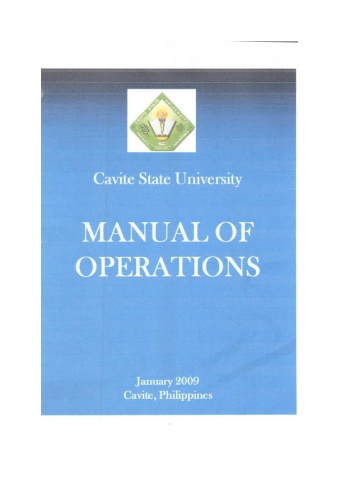 Cavite State University
MANUAL OF
OPERATIONS
January 2009
Cavite, Philippines